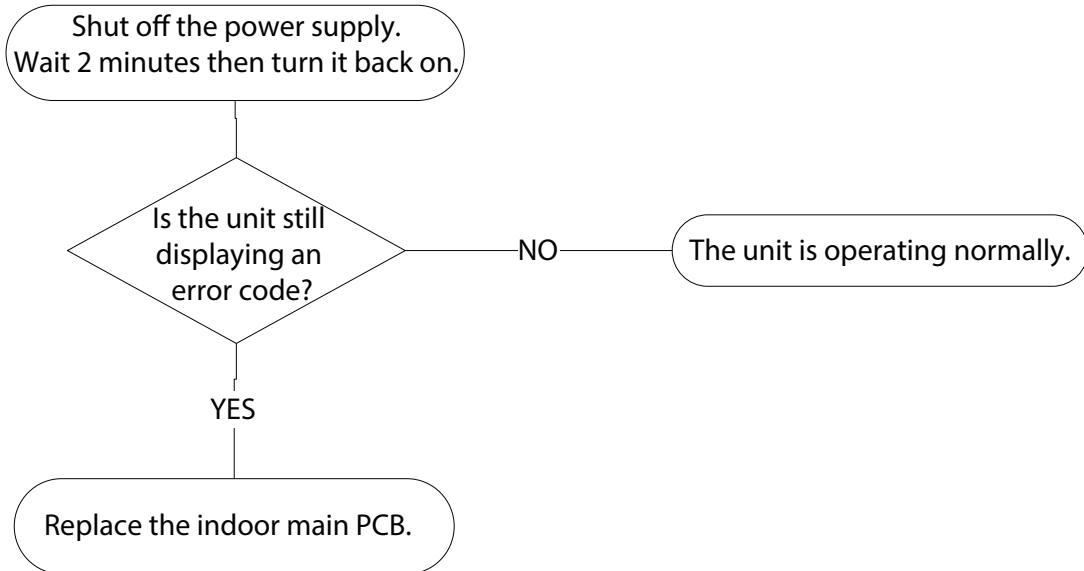 Shut off the power supply.
Wait 2 minutes then turn it back on.
Is the unit still
displaying an
error code?
NO
The unit is operating normally.
YES
Replace the indoor main PCB.